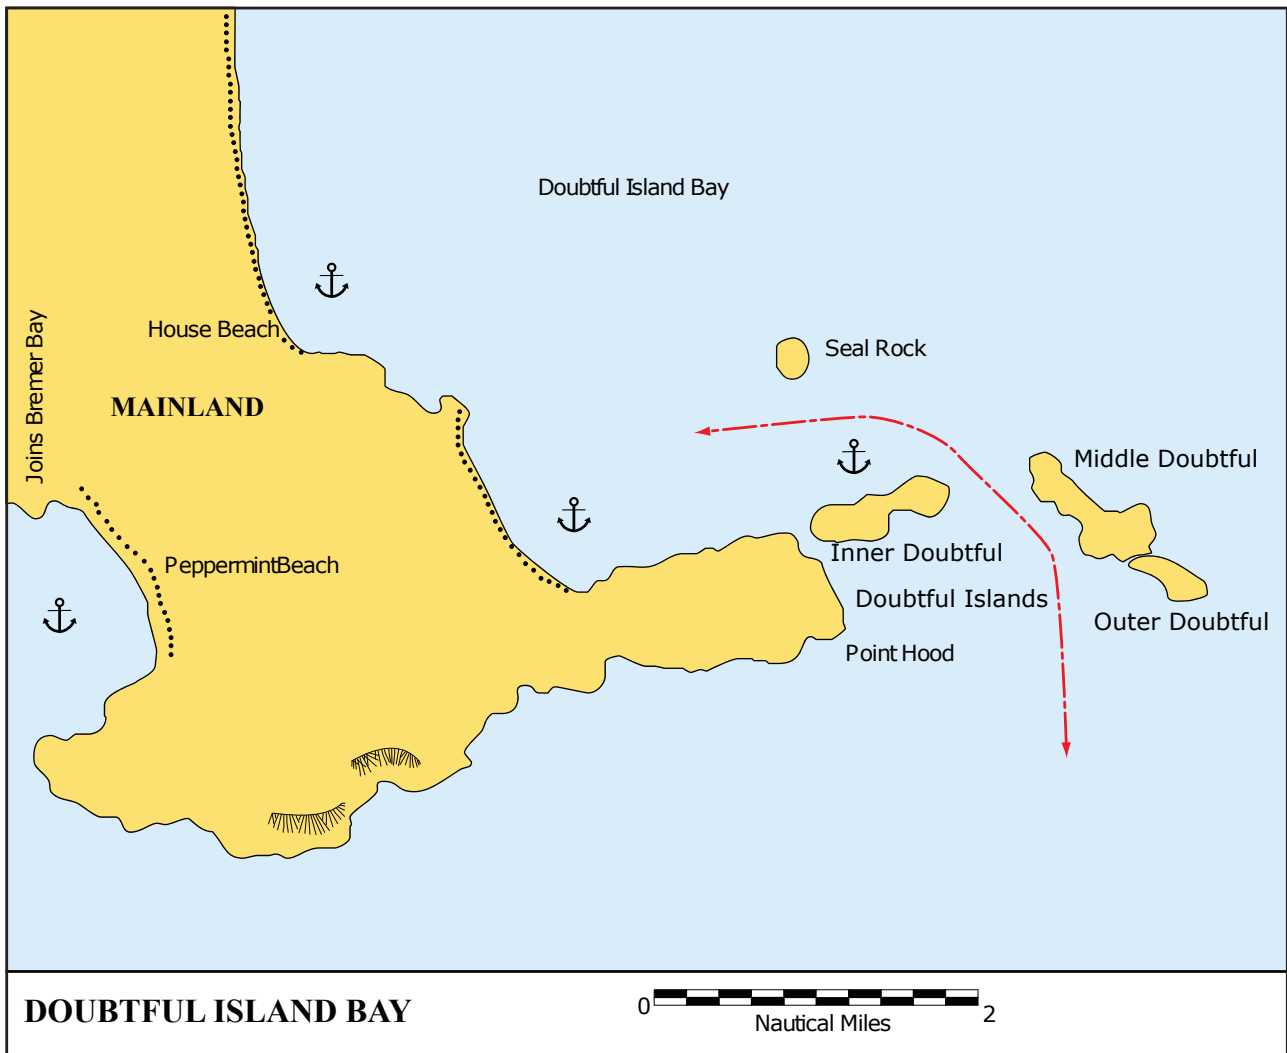 Doubtful Island Bay
House Beach
Joins Bremer Bay
Seal Rock
MAINLAND
Middle Doubtful
Inner Doubtful
PeppermintBeach
Doubtful Islands
Outer Doubtful
Point Hood
DOUBTFUL ISLAND BAY
0 2
Nautical Miles